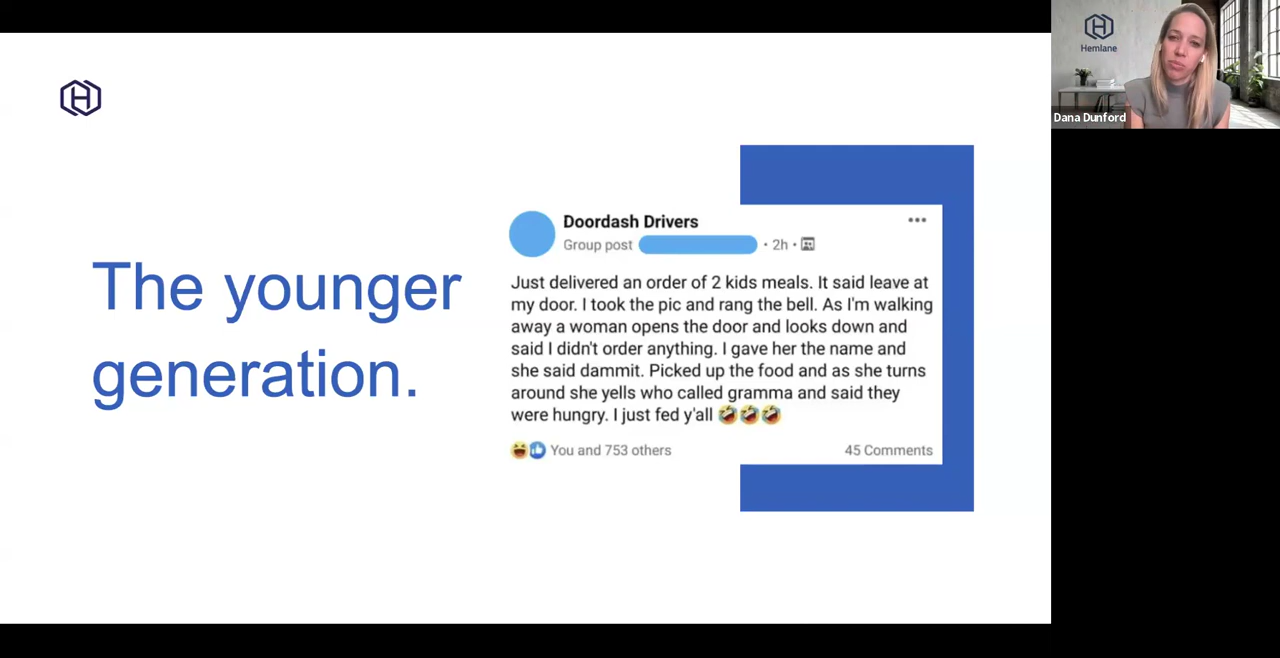 Hemlane
Dana Dunford
The younger
generation.
Doordash Drivers
Group post
· 2h ·
Just delivered an order of 2 kids meals. It said leave at
my door. I took the pic and rang the bell. As I'm walking
away a woman opens the door and looks down and
said I didn't order anything. I gave her the name and
she said dammit. Picked up the food and as she turns
around she yells who called gramma and said they
were hungry. I just fed y'all 🤣🤣🤣
You and 753 others
45 Comments